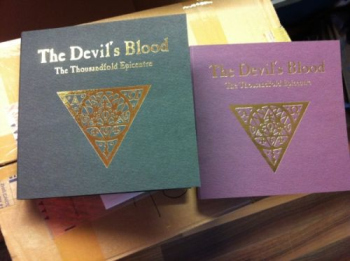 The Devil's Blood
The Thousandfold Epicentre
The Devil's Blood
The Thousandfold Epicentre